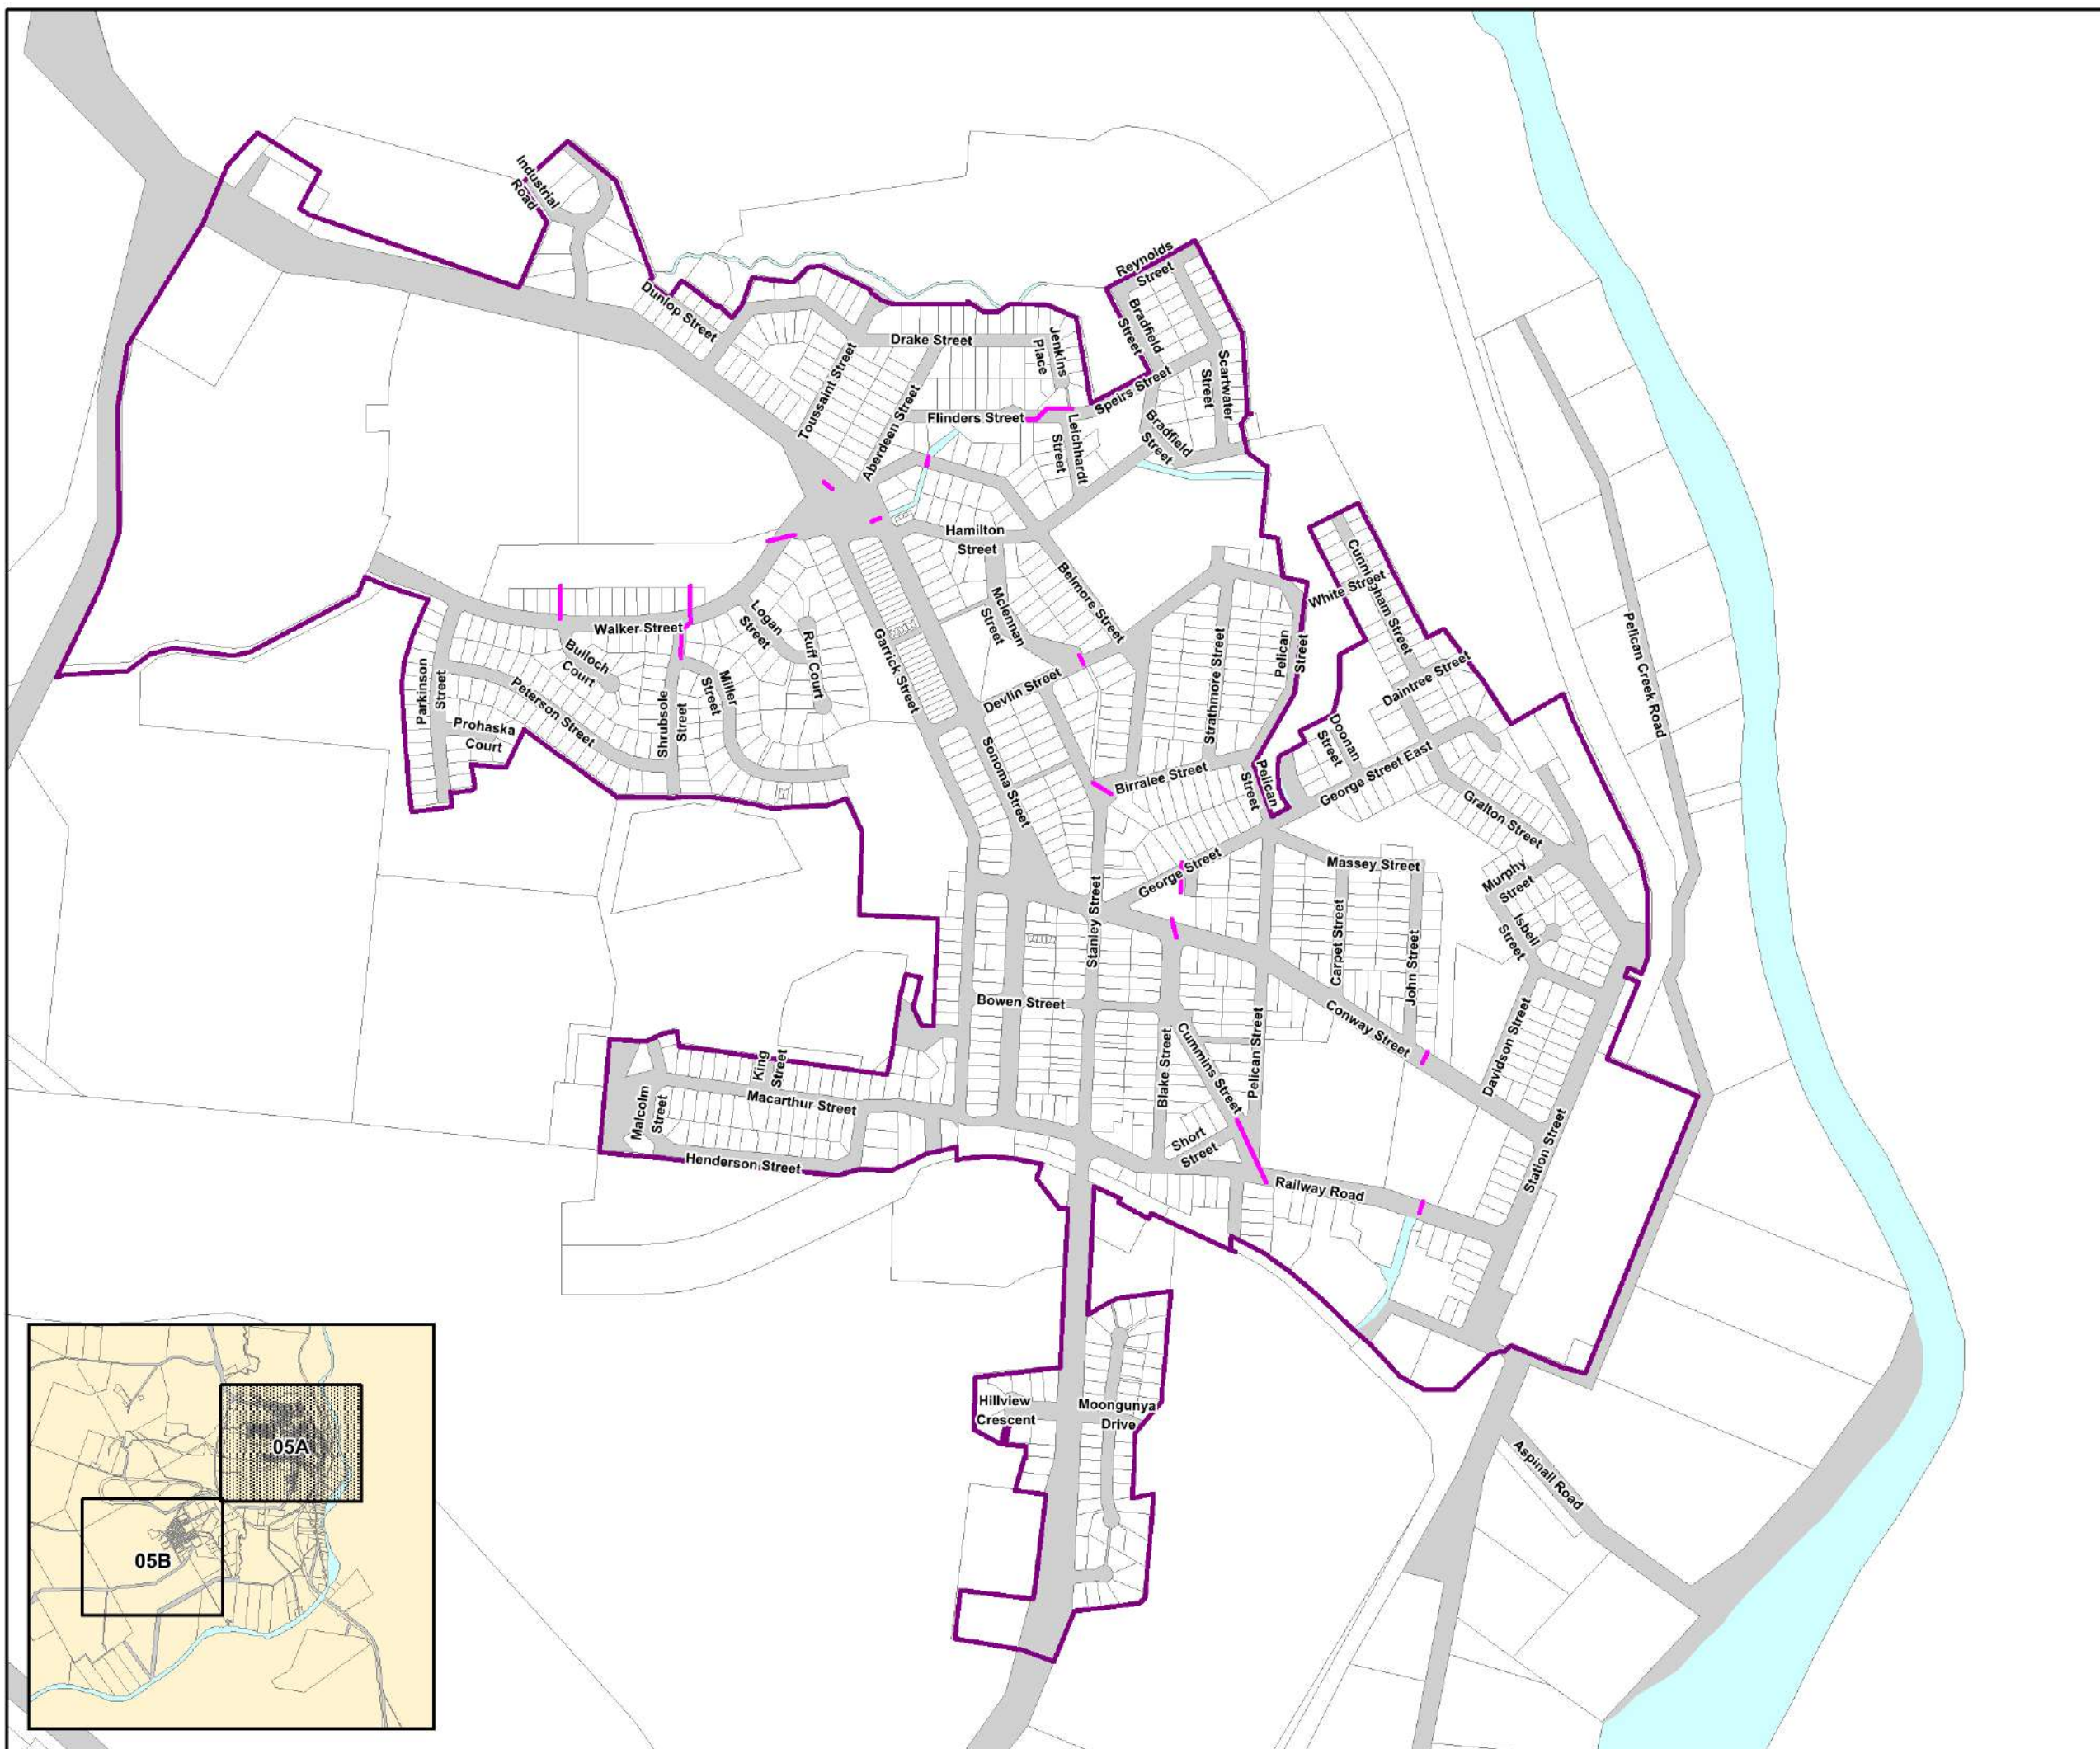 Industrial
Road
Reynolds
Street
Dunlop Street
Bradfield
Street
Drake Street
Jenkins
Place
Toussaint Street
Scartwater
Street
Speirs Street
Aberdeen Street
Flinders Street
Leichhardt
Street
Bradfield
Street
Hamilton
Street
Cunningham Street
White Street
Belmore Street
Mclennan
Street
Logan
Street
Walker Street
Ruff Court
Garrick Street
Bulloch
Court
Pelican
Street
Strathmore Street
Pelican Creek Road
Daintree Street
Parkinson
Street
Peterson Street
Shrubsole
Street
Miller
Street
Devlin Street
Prohaska
Court
Doonan
Street
Sonoma Street
Birralee Street
Pelican
Street
George Street East
Gralton Street
George Street
Massey Street
Murphy
Street
Stanley Street
Carpet Street
John Street
Isbell
Street
Bowen Street
Conway Street
Davidson Street
Blake Street
Cummins Street
Pelican Street
King
Street
Malcolm
Street
Macarthur Street
Short
Street
Station Street
Henderson Street
Railway Road
Hillview
Crescent
Moongunya
Drive
Aspinall Road
05A
05B